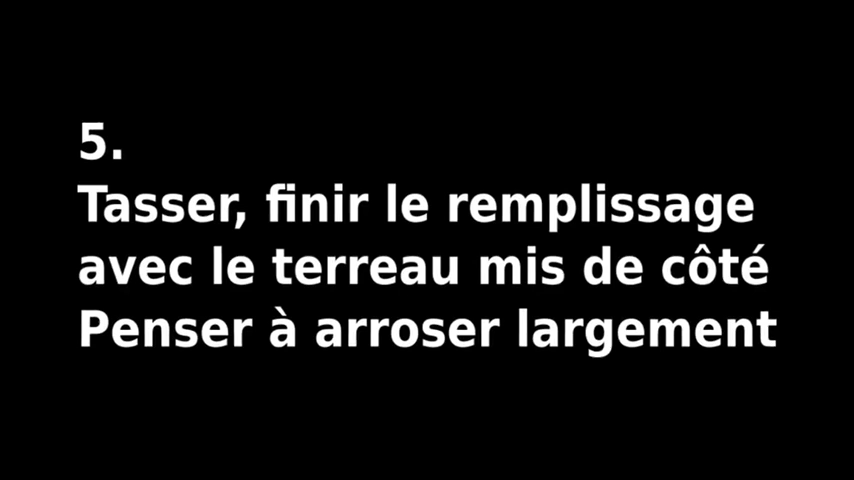 5.
Tasser, finir le remplissage
avec le terreau mis de côté
Penser à arroser largement